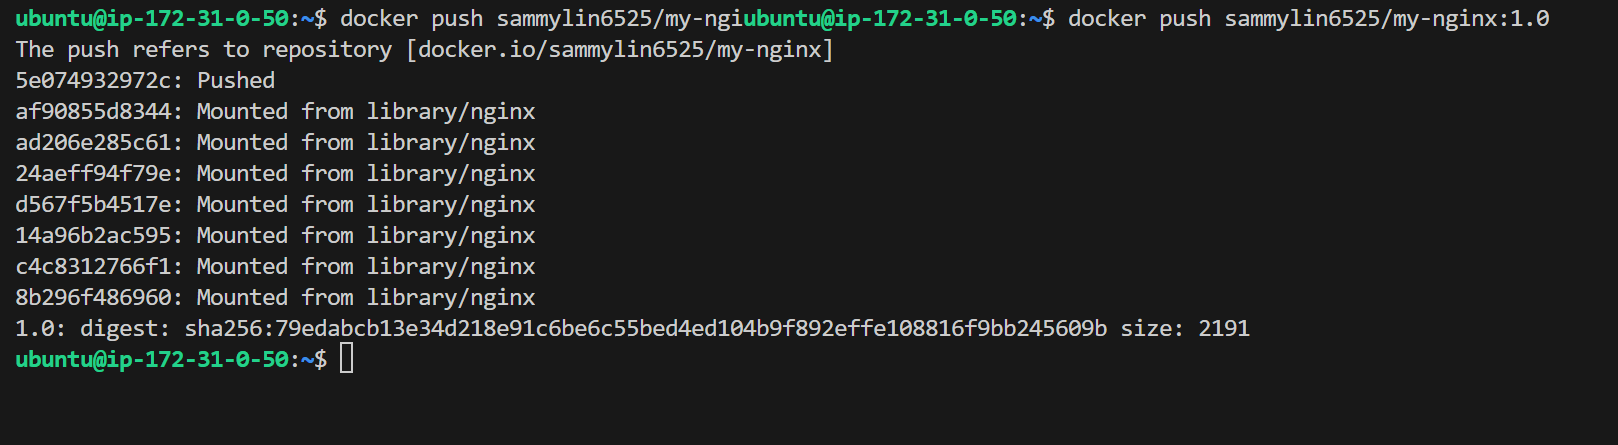 ubuntu@ip-172-31-0-50:~$ docker push sammylin6525/my-ngiubuntu@ip-172-31-0-50:~$ docker push sammylin6525/my-nginx:1.0
The push refers to repository [docker.io/sammylin6525/my-nginx]
5e074932972c: Pushed
af90855d8344: Mounted from library/nginx
ad206e285c61: Mounted from library/nginx
24aeff94f79e: Mounted from library/nginx
d567f5b4517e: Mounted from library/nginx
14a96b2ac595: Mounted from library/nginx
c4c8312766f1: Mounted from library/nginx
8b296f486960: Mounted from library/nginx
1.0: digest: sha256:79edabcb13e34d218e91c6be6c55bed4ed104b9f892effe108816f9bb245609b size: 2191
ubuntu@ip-172-31-0-50:~$